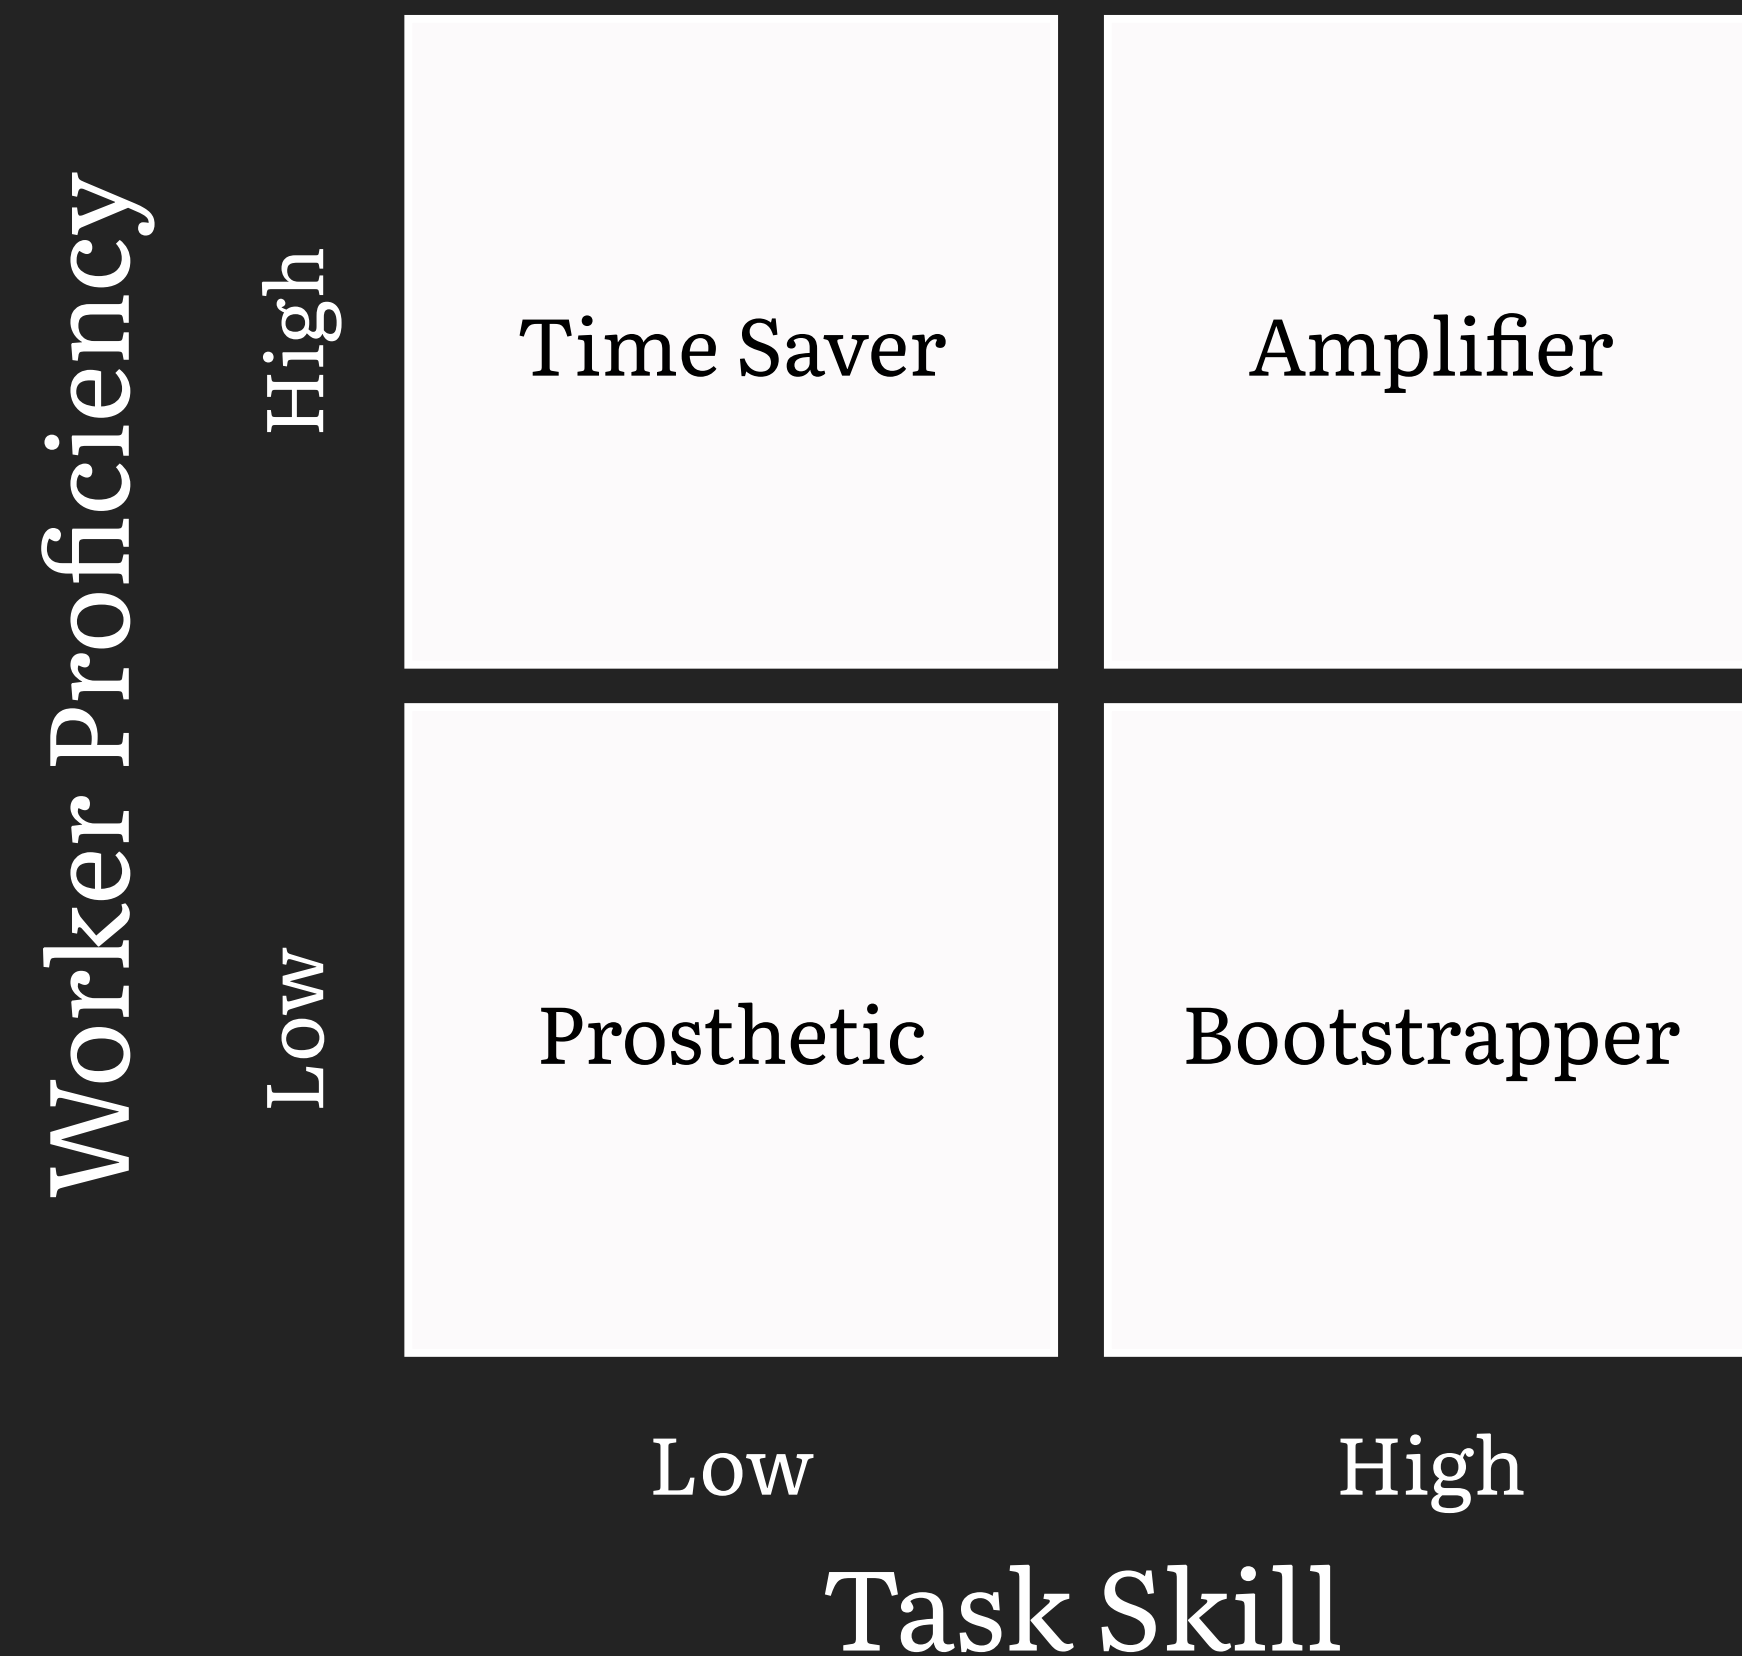 Worker Proficiency
High
Time Saver
Amplifier
Low
Prosthetic
Bootstrapper
Low
High
Task Skill